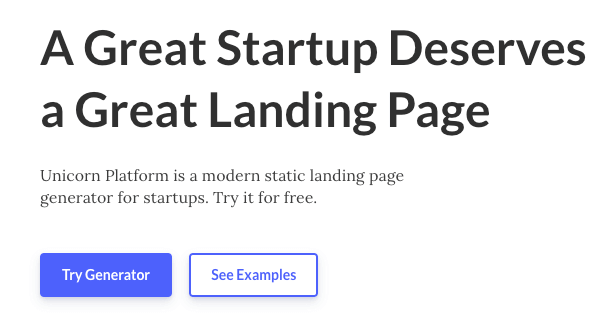 A Great Startup Deserves
a Great Landing Page
Unicorn Platform is a modern static landing page
generator for startups. Try it for free.
Try Generator
See Examples